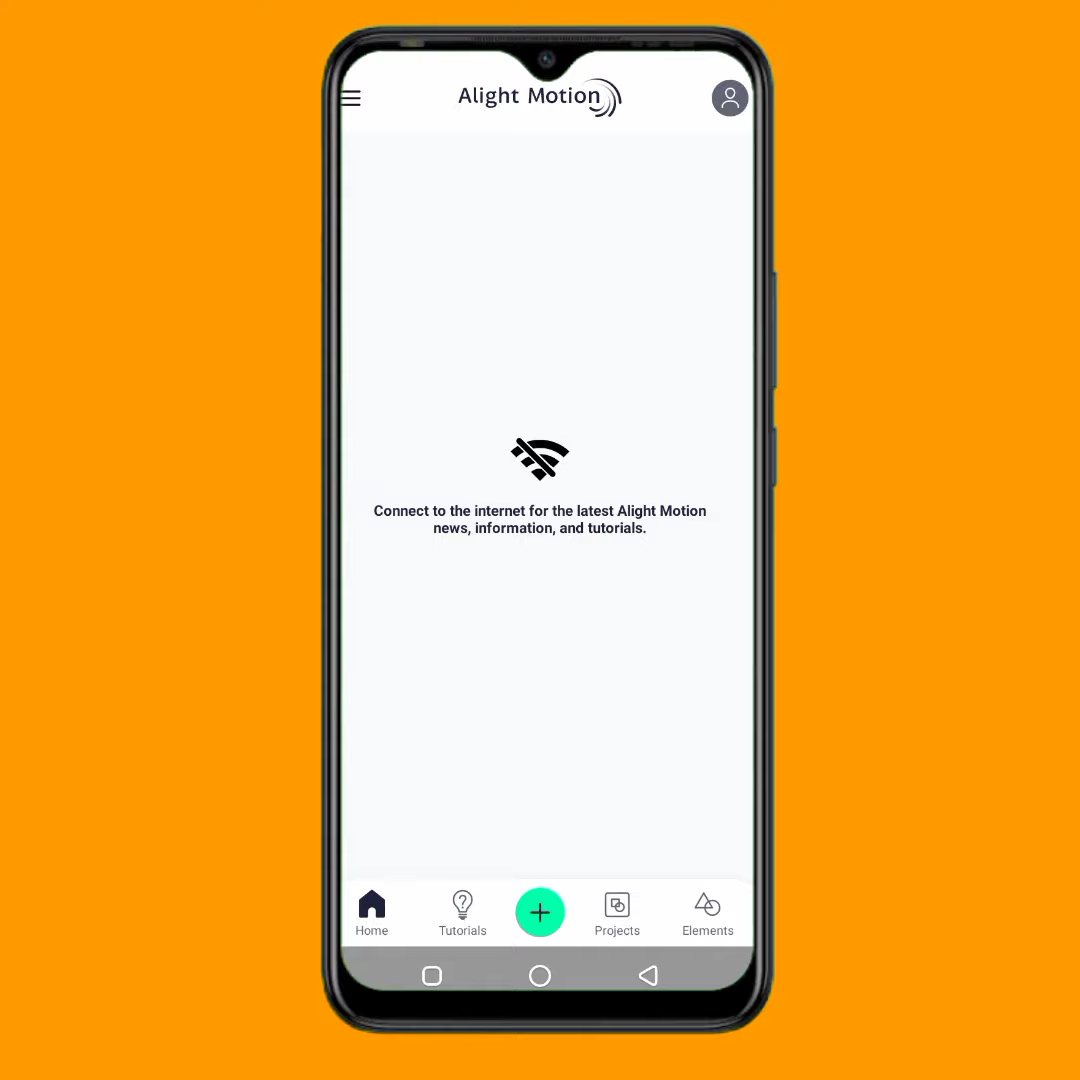 Alight Motion
Connect to the internet for the latest Alight Motion
news, information, and tutorials.
Home
Tutorials
Projects
Elements